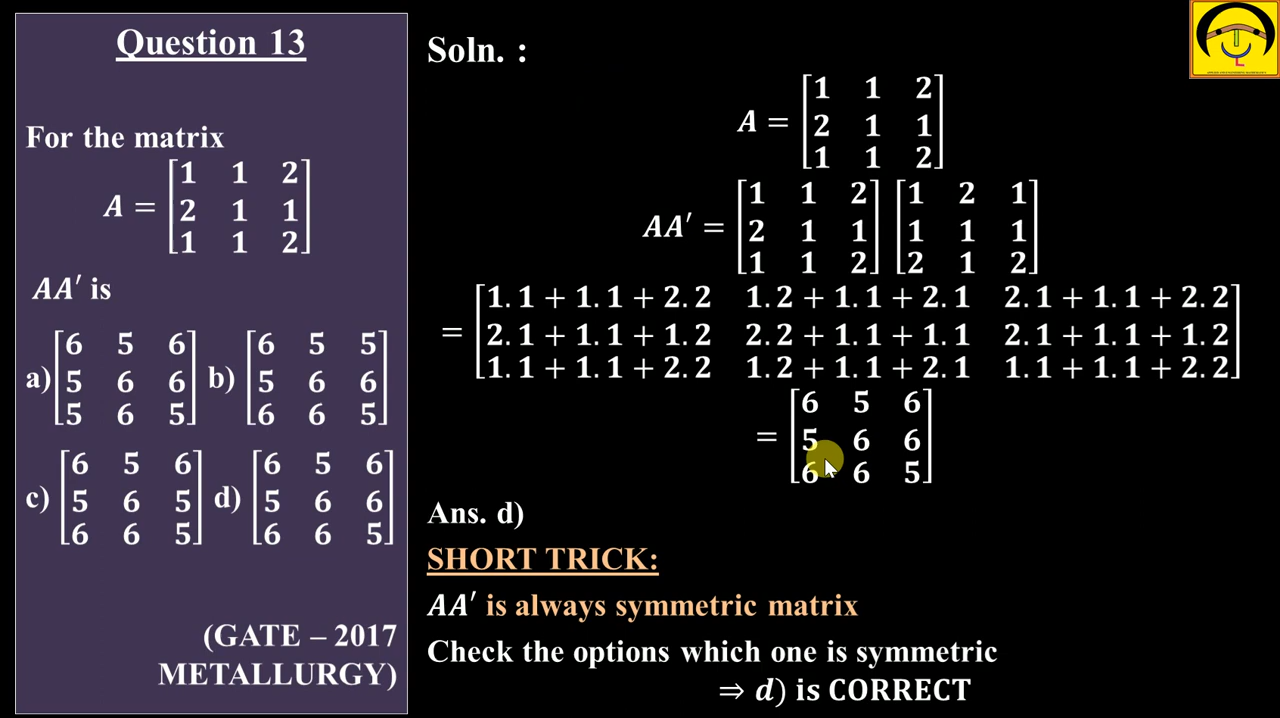 Question 13
For the matrix
A = [1 1 2
2 1 1
1 1 2]
AA′ is
a) [6 5 6
5 6 6
5 6 5] b) [6 5 5
5 6 6
6 6 5]
c) [6 5 6
5 6 5
6 6 5] d) [6 5 6
5 6 6
6 6 5]
(GATE – 2017
METALLURGY)
Soln. :
A = [1 1 2
2 1 1
1 1 2]
AA′ = [1 1 2
2 1 1
1 1 2] [1 2 1
1 1 1
2 1 2]
= [1.1 + 1.1 + 2.2 1.2 + 1.1 + 2.1 2.1 + 1.1 + 2.2
2.1 + 1.1 + 1.2 2.2 + 1.1 + 1.1 2.1 + 1.1 + 1.2
1.1 + 1.1 + 2.2 1.2 + 1.1 + 2.1 1.1 + 1.1 + 2.2]
= [6 5 6
5 6 6
6 6 5]
Ans. d)
SHORT TRICK:
AA′ is always symmetric matrix
Check the options which one is symmetric
⇒ d) is CORRECT